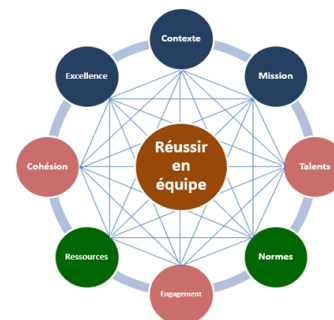 Contexte
Excellence
Mission
Cohésion
Réussir
en
équipe
Talents
Ressources
Normes
Engagement